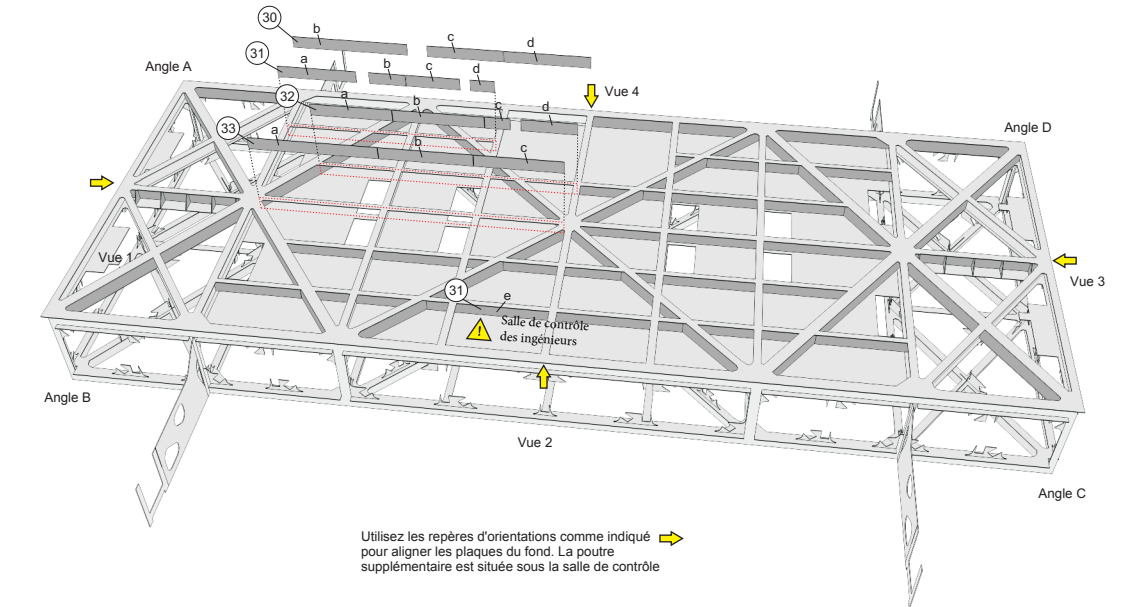 30
b
c
d
31
a
b
c
d
Angle A
32
a
b
c
d
Vue 4
33
a
b
c
Angle D
Vue 1
Vue 3
31
e
Salle de contrôle
des ingénieurs
!
Angle B
Vue 2
Angle C
Utilisez les repères d'orientations comme indiqué
pour aligner les plaques du fond. La poutre
supplémentaire est située sous la salle de contrôle